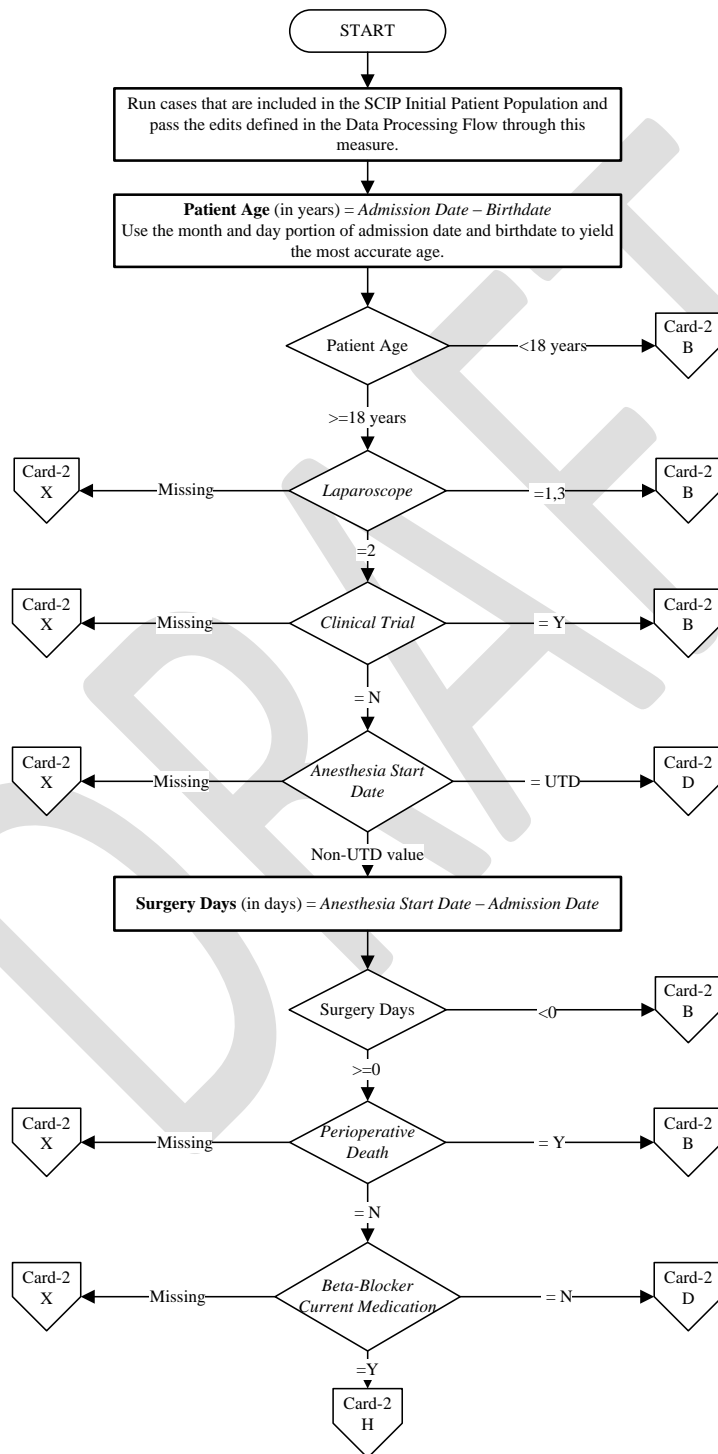 START
Run cases that are included in the SCIP Initial Patient Population and
pass the edits defined in the Data Processing Flow through this
measure.
Patient Age (in years) = Admission Date – Birthdate
Use the month and day portion of admission date and birthdate to yield
the most accurate age.
Patient Age
<18 years
Card-2
B
>=18 years
Card-2
X
Missing
Laparoscope
=1,3
Card-2
B
=2
Card-2
X
Missing
Clinical Trial
= Y
Card-2
B
= N
Card-2
X
Missing
Anesthesia Start
Date
= UTD
Card-2
D
Non-UTD value
Surgery Days (in days) = Anesthesia Start Date – Admission Date
Surgery Days
<0
Card-2
B
>=0
Card-2
X
Missing
Perioperative
Death
= Y
Card-2
B
= N
Card-2
X
Missing
Beta-Blocker
Current Medication
= N
Card-2
D
=Y
Card-2
H
DRAFT